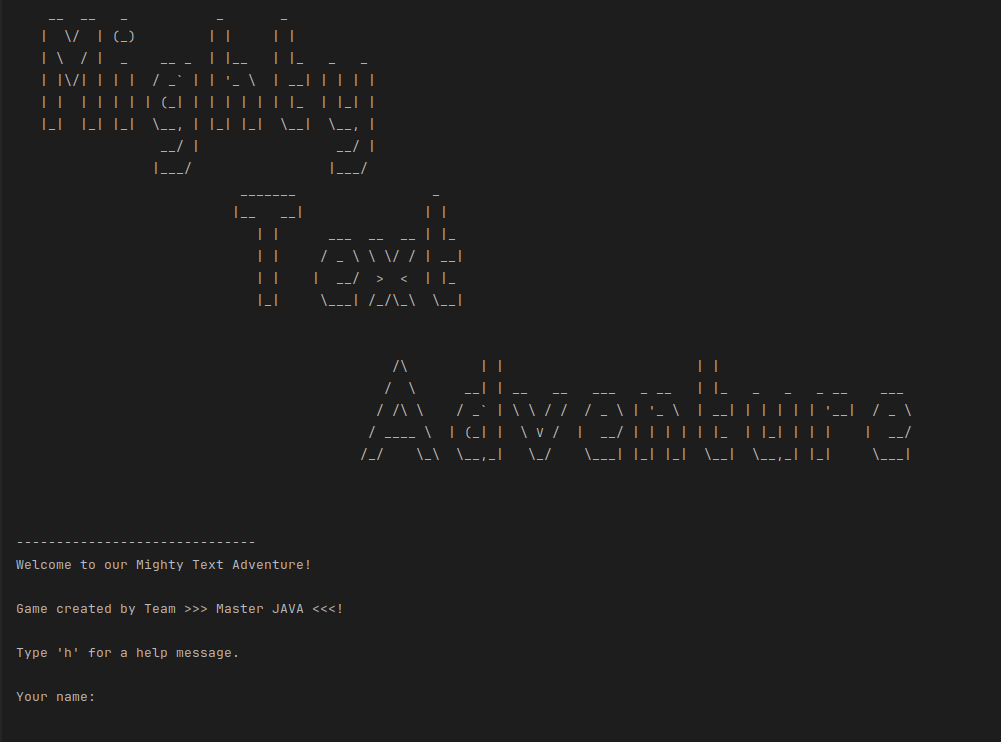 Mighty
Text
Adventure
------------------------------
Welcome to our Mighty Text Adventure!
Game created by Team >>> Master JAVA <<<!
Type 'h' for a help message.
Your name: